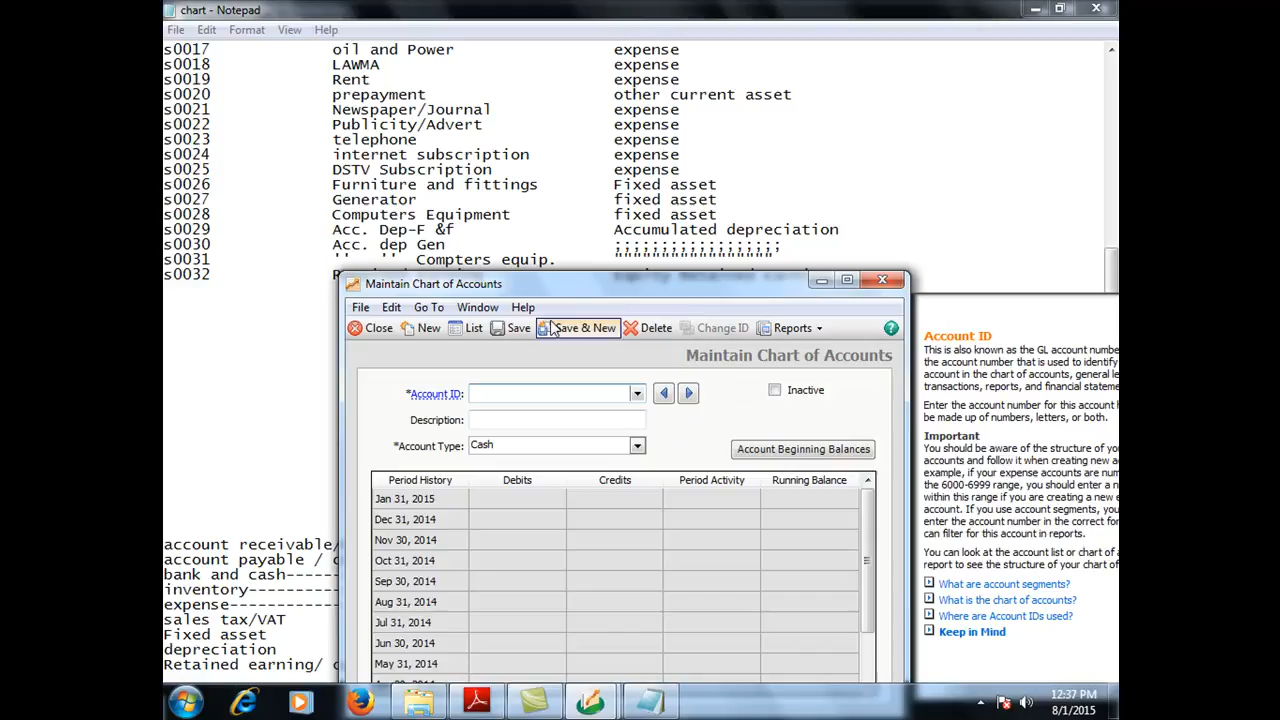 chart - Notepad
File Edit Format View Help
s0017 oil and Power expense
s0018 LAWMA expense
s0019 Rent expense
s0020 prepayment other current asset
s0021 Newspaper/Journal expense
s0022 Publicity/Advert expense
s0023 telephone expense
s0024 internet subscription expense
s0025 DSTV Subscription expense
s0026 Furniture and fittings Fixed asset
s0027 Generator fixed asset
s0028 Computers Equipment fixed asset
s0029 Acc. Dep-F &f Accumulated depreciation
s0030 Acc. dep Gen ;;;;;;;;;;;;;;;;;;
s0031 '' '' Compters equip. """""""""""""""""
s0032
account receivable/
account payable /
bank and cash------
inventory----------
expense------------
sales tax/VAT
Fixed asset
depreciation
Retained earning/
Maintain Chart of Accounts
File Edit Go To Window Help
Close New List Save Save & New Delete Change ID Reports
Maintain Chart of Accounts
*Account ID: Inactive
Description:
*Account Type: Cash Account Beginning Balances
Period History Debits Credits Period Activity Running Balance
Jan 31, 2015
Dec 31, 2014
Nov 30, 2014
Oct 31, 2014
Sep 30, 2014
Aug 31, 2014
Jul 31, 2014
Jun 30, 2014
May 31, 2014
Account ID
This is also known as the GL account number
the account number that is used to identify
account in the chart of accounts, general le
transactions, reports, and financial stateme
Enter the account number for this account
be made up of numbers, letters, or both.
Important
You should be aware of the structure of your
accounts and follow it when creating new a
example, if your expense accounts are num
the 6000-6999 range, you should enter a n
within this range if you are creating a new e
account. If you use account segments, you
enter the account number in the correct for
can filter for this account in reports.
You can look at the account list or chart of a
report to see the structure of your chart of
What are account segments?
What is the chart of accounts?
Where are Account IDs used?
Keep in Mind
12:37 PM
8/1/2015